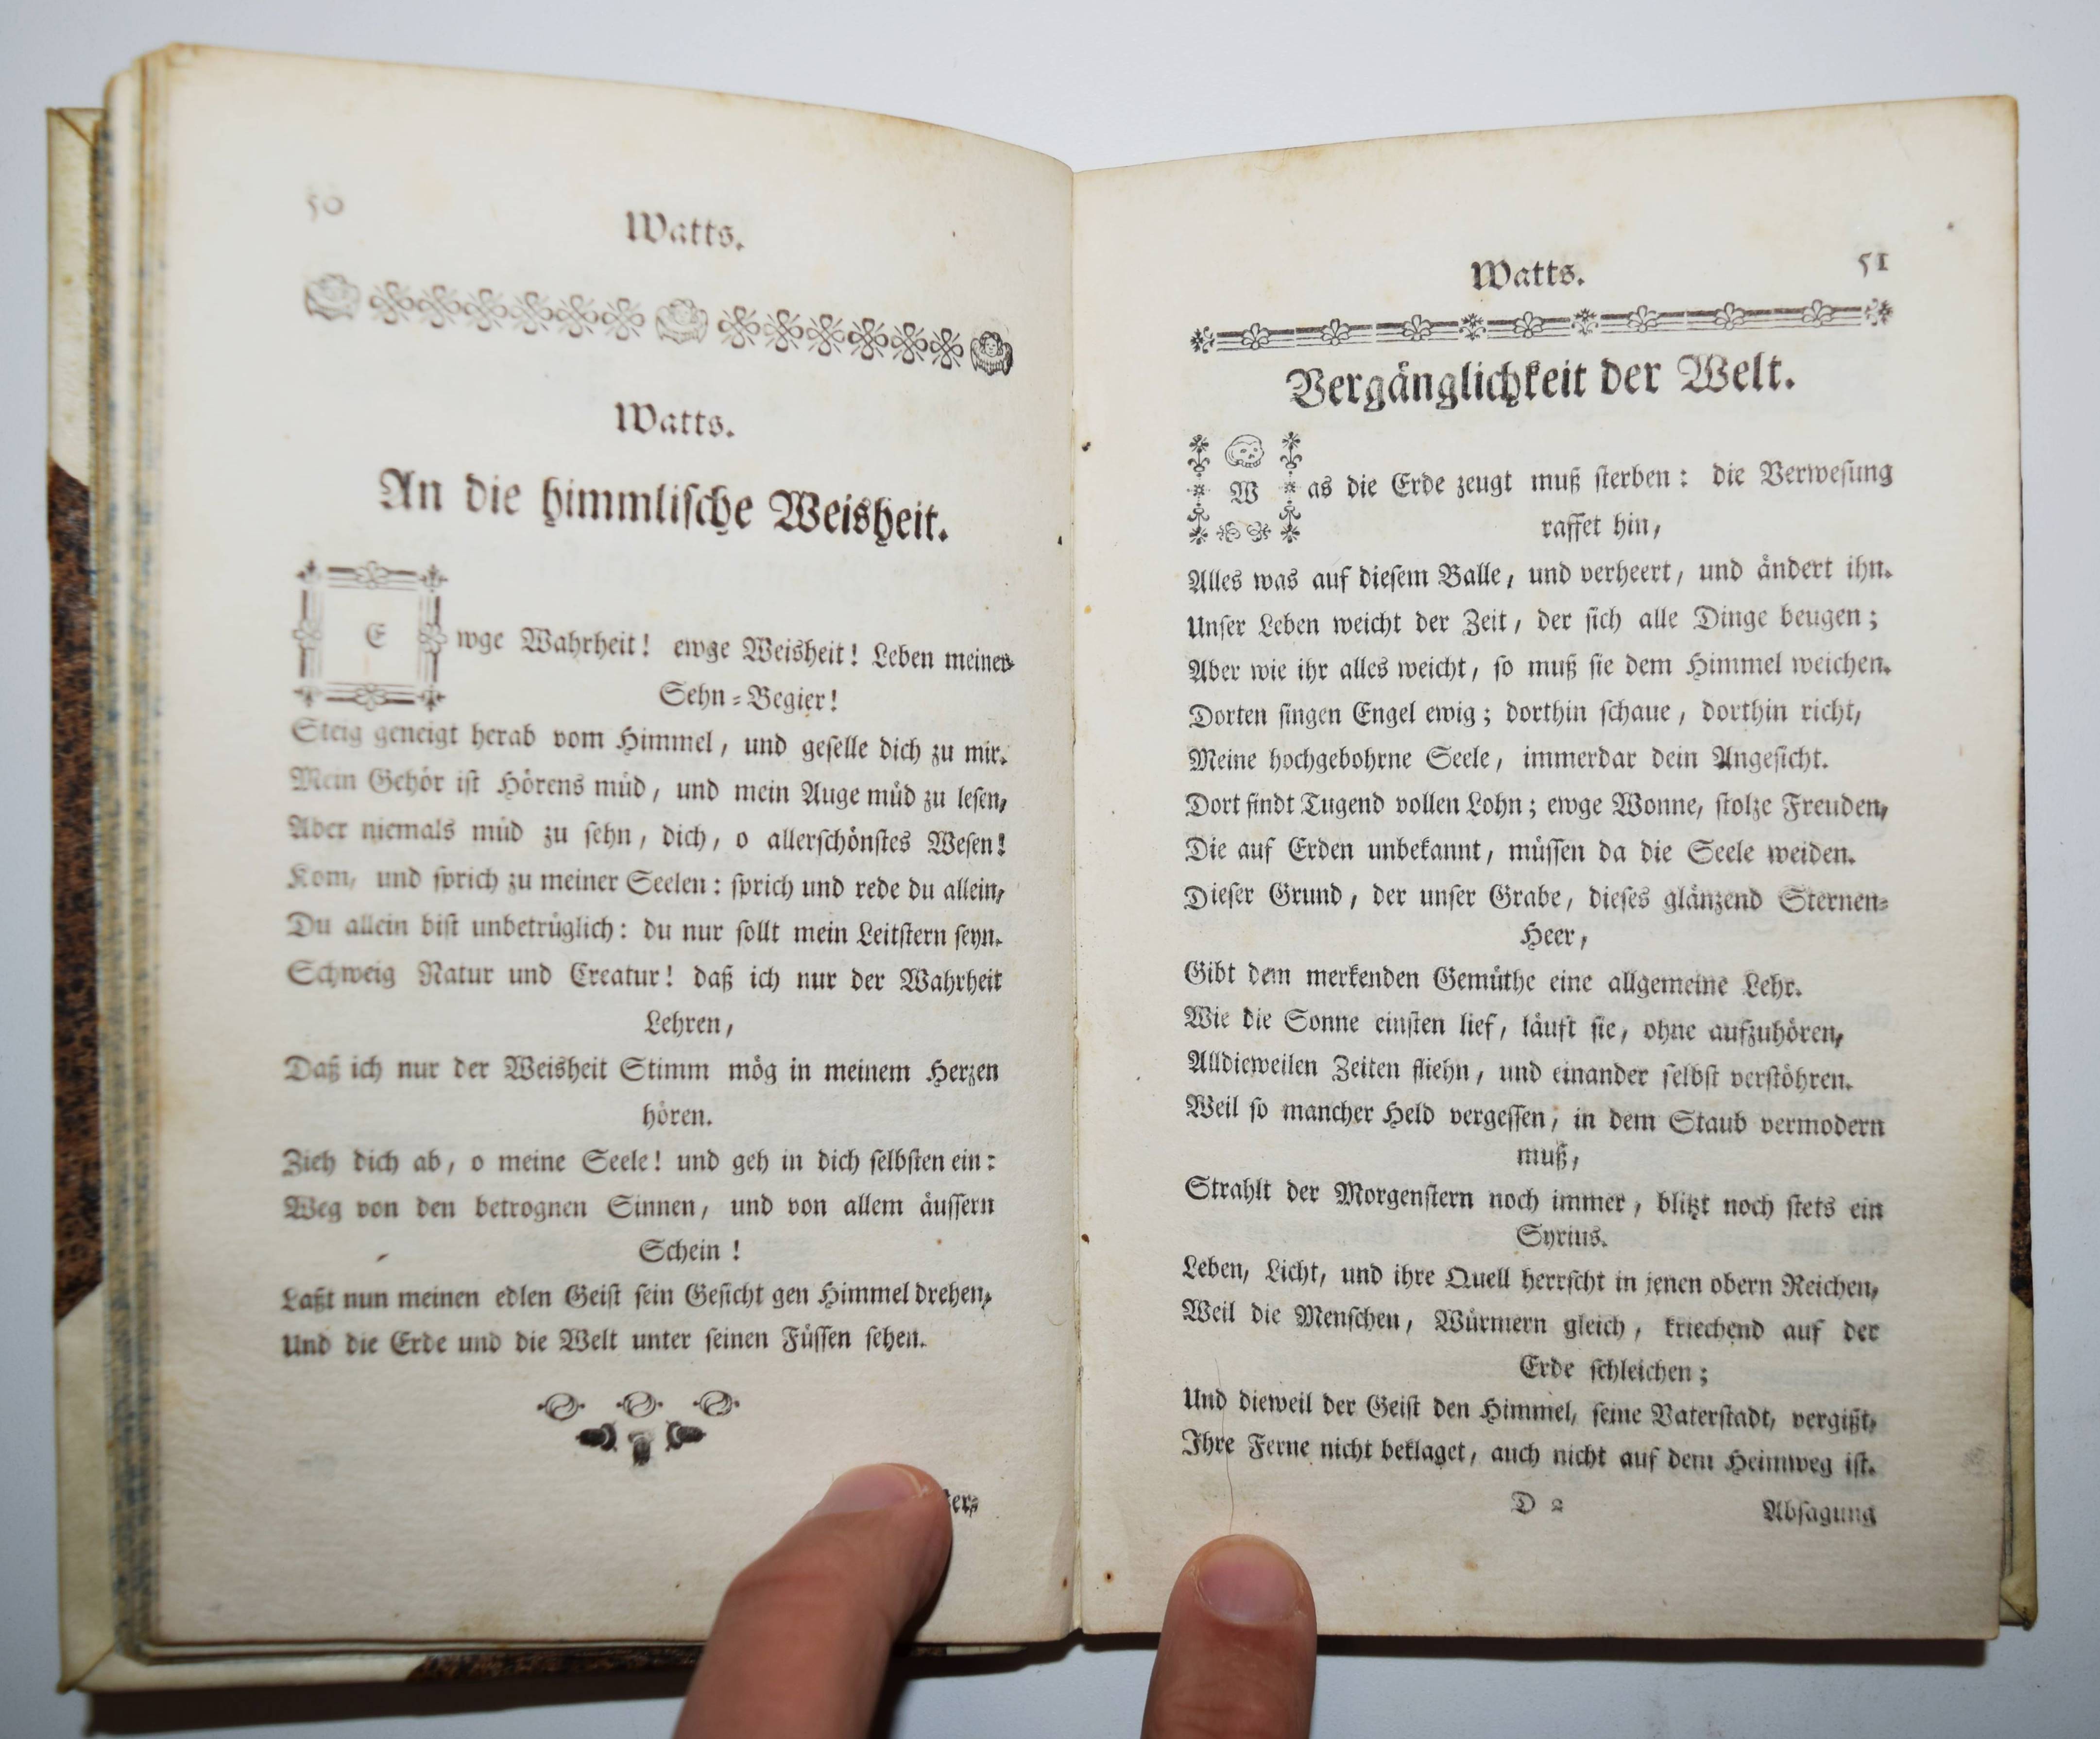 50
Watts.
Watts.
An die himmlische Weisheit.
Ewge Wahrheit! ewge Weisheit! Leben meiner
Sehn-Begier!
Steig geneigt herab vom Himmel, und geselle dich zu mir.
Mein Gehör ist Hörens müd, und mein Auge müd zu lesen,
Aber niemals müd zu sehn, dich, o allerschönstes Wesen!
Kom, und sprich zu meiner Seelen: sprich und rede du allein,
Du allein bist unbetrüglich: du nur sollt mein Leitstern seyn.
Schweig Natur und Creatur! daß ich nur der Wahrheit
Lehren,
Daß ich nur der Weisheit Stimm mög in meinem Herzen
hören.
Zieh dich ab, o meine Seele! und geh in dich selbsten ein:
Weg von den betrognen Sinnen, und von allem äussern
Schein!
Laßt nun meinen edlen Geist sein Gesicht gen Himmel drehen,
Und die Erde und die Welt unter seinen Füssen sehen.
Watts.
51
Vergänglichkeit der Welt.
Was die Erde zeugt muß sterben: die Verwesung
raffet hin,
Alles was auf diesem Balle, und verheert, und ändert ihn.
Unser Leben weicht der Zeit, der sich alle Dinge beugen;
Aber wie ihr alles weicht, so muß sie dem Himmel weichen.
Dorten singen Engel ewig; dorthin schaue, dorthin richt,
Meine hochgebohrne Seele, immerdar dein Angesicht.
Dort findt Tugend vollen Lohn; ewge Wonne, stolze Freuden,
Die auf Erden unbekannt, müssen da die Seele weiden.
Dieser Grund, der unser Grabe, dieses glänzend Sternen-
Heer,
Gibt dem merkenden Gemüthe eine allgemeine Lehr.
Wie die Sonne einsten lief, läuft sie, ohne aufzuhören,
Alldieweilen Zeiten fliehn, und einander selbst verstöhren.
Weil so mancher Held vergessen, in dem Staub vermodern
muß,
Strahlt der Morgenstern noch immer, blitzt noch stets ein
Syrius.
Leben, Licht, und ihre Quell herrscht in jenen obern Reichen,
Weil die Menschen, Würmern gleich, kriechend auf der
Erde schleichen;
Und dieweil der Geist den Himmel, seine Vaterstadt, vergißt,
Ihre Ferne nicht beklaget, auch nicht auf dem Heimweg ist.
D 2
Absagung